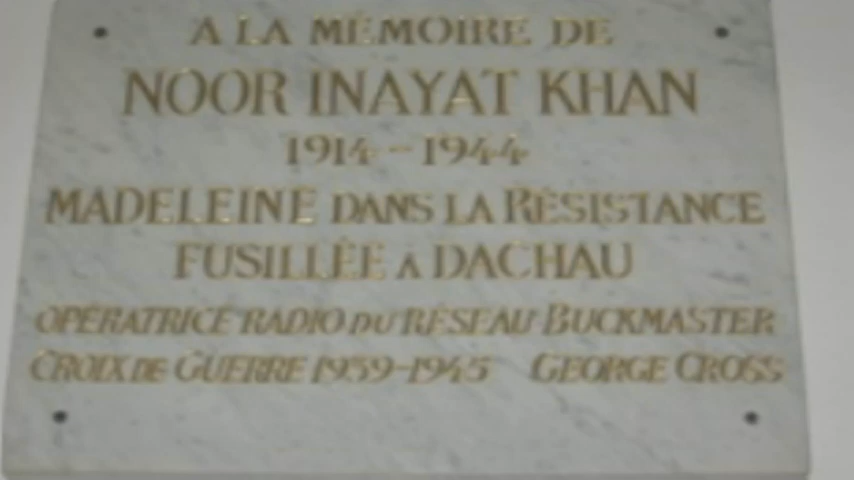 A LA MÉMOIRE DE
NOOR INAYAT KHAN
1914 - 1944
MADELEINE DANS LA RÉSISTANCE
FUSILLÉE A DACHAU
OPÉRATRICE RADIO DU RÉSEAU BUCKMASTER
CROIX DE GUERRE 1939-1945 GEORGE CROSS